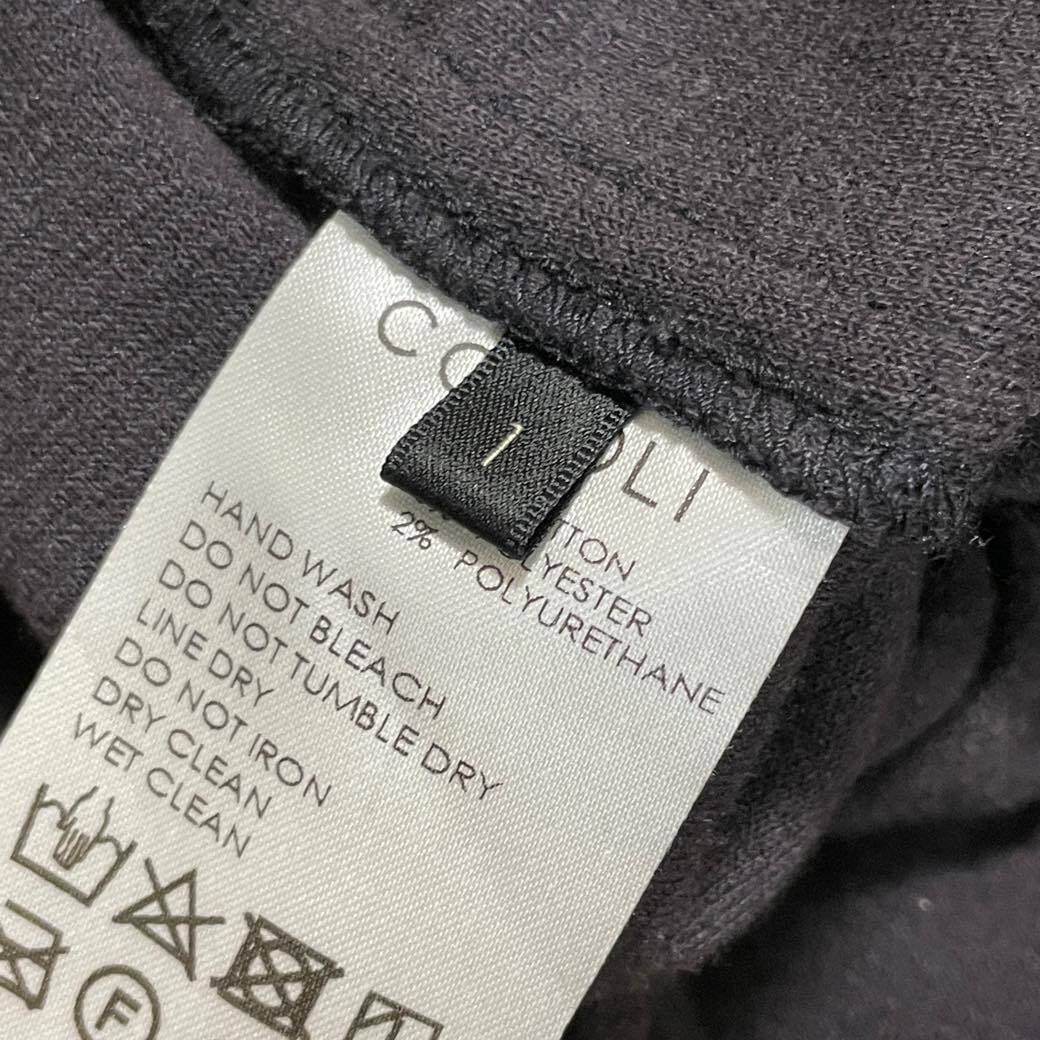 1
2% POLYURETHANE
HAND WASH
DO NOT BLEACH
DO NOT TUMBLE DRY
LINE DRY
DO NOT IRON
DRY CLEAN
WET CLEAN
F